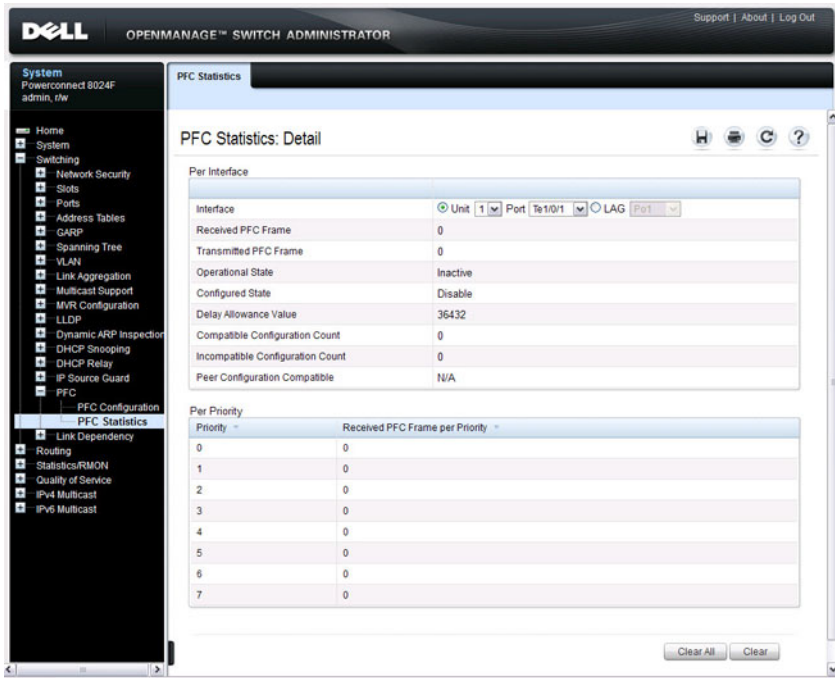 Support | About | Log Out
DELL OPENMANAGE™ SWITCH ADMINISTRATOR
System
Powerconnect 8024F
admin, r/w
Home
System
Switching
Network Security
Slots
Ports
Address Tables
GARP
Spanning Tree
VLAN
Link Aggregation
Multicast Support
MVR Configuration
LLDP
Dynamic ARP Inspection
DHCP Snooping
DHCP Relay
IP Source Guard
PFC
PFC Configuration
PFC Statistics
Link Dependency
Routing
Statistics/RMON
Quality of Service
IPv4 Multicast
IPv6 Multicast
PFC Statistics
PFC Statistics: Detail
Per Interface
Interface Unit 1 Port Te1/0/1 LAG Po1
Received PFC Frame 0
Transmitted PFC Frame 0
Operational State Inactive
Configured State Disable
Delay Allowance Value 36432
Compatible Configuration Count 0
Incompatible Configuration Count 0
Peer Configuration Compatible N/A
Per Priority
Priority Received PFC Frame per Priority
0 0
1 0
2 0
3 0
4 0
5 0
6 0
7 0
Clear All Clear